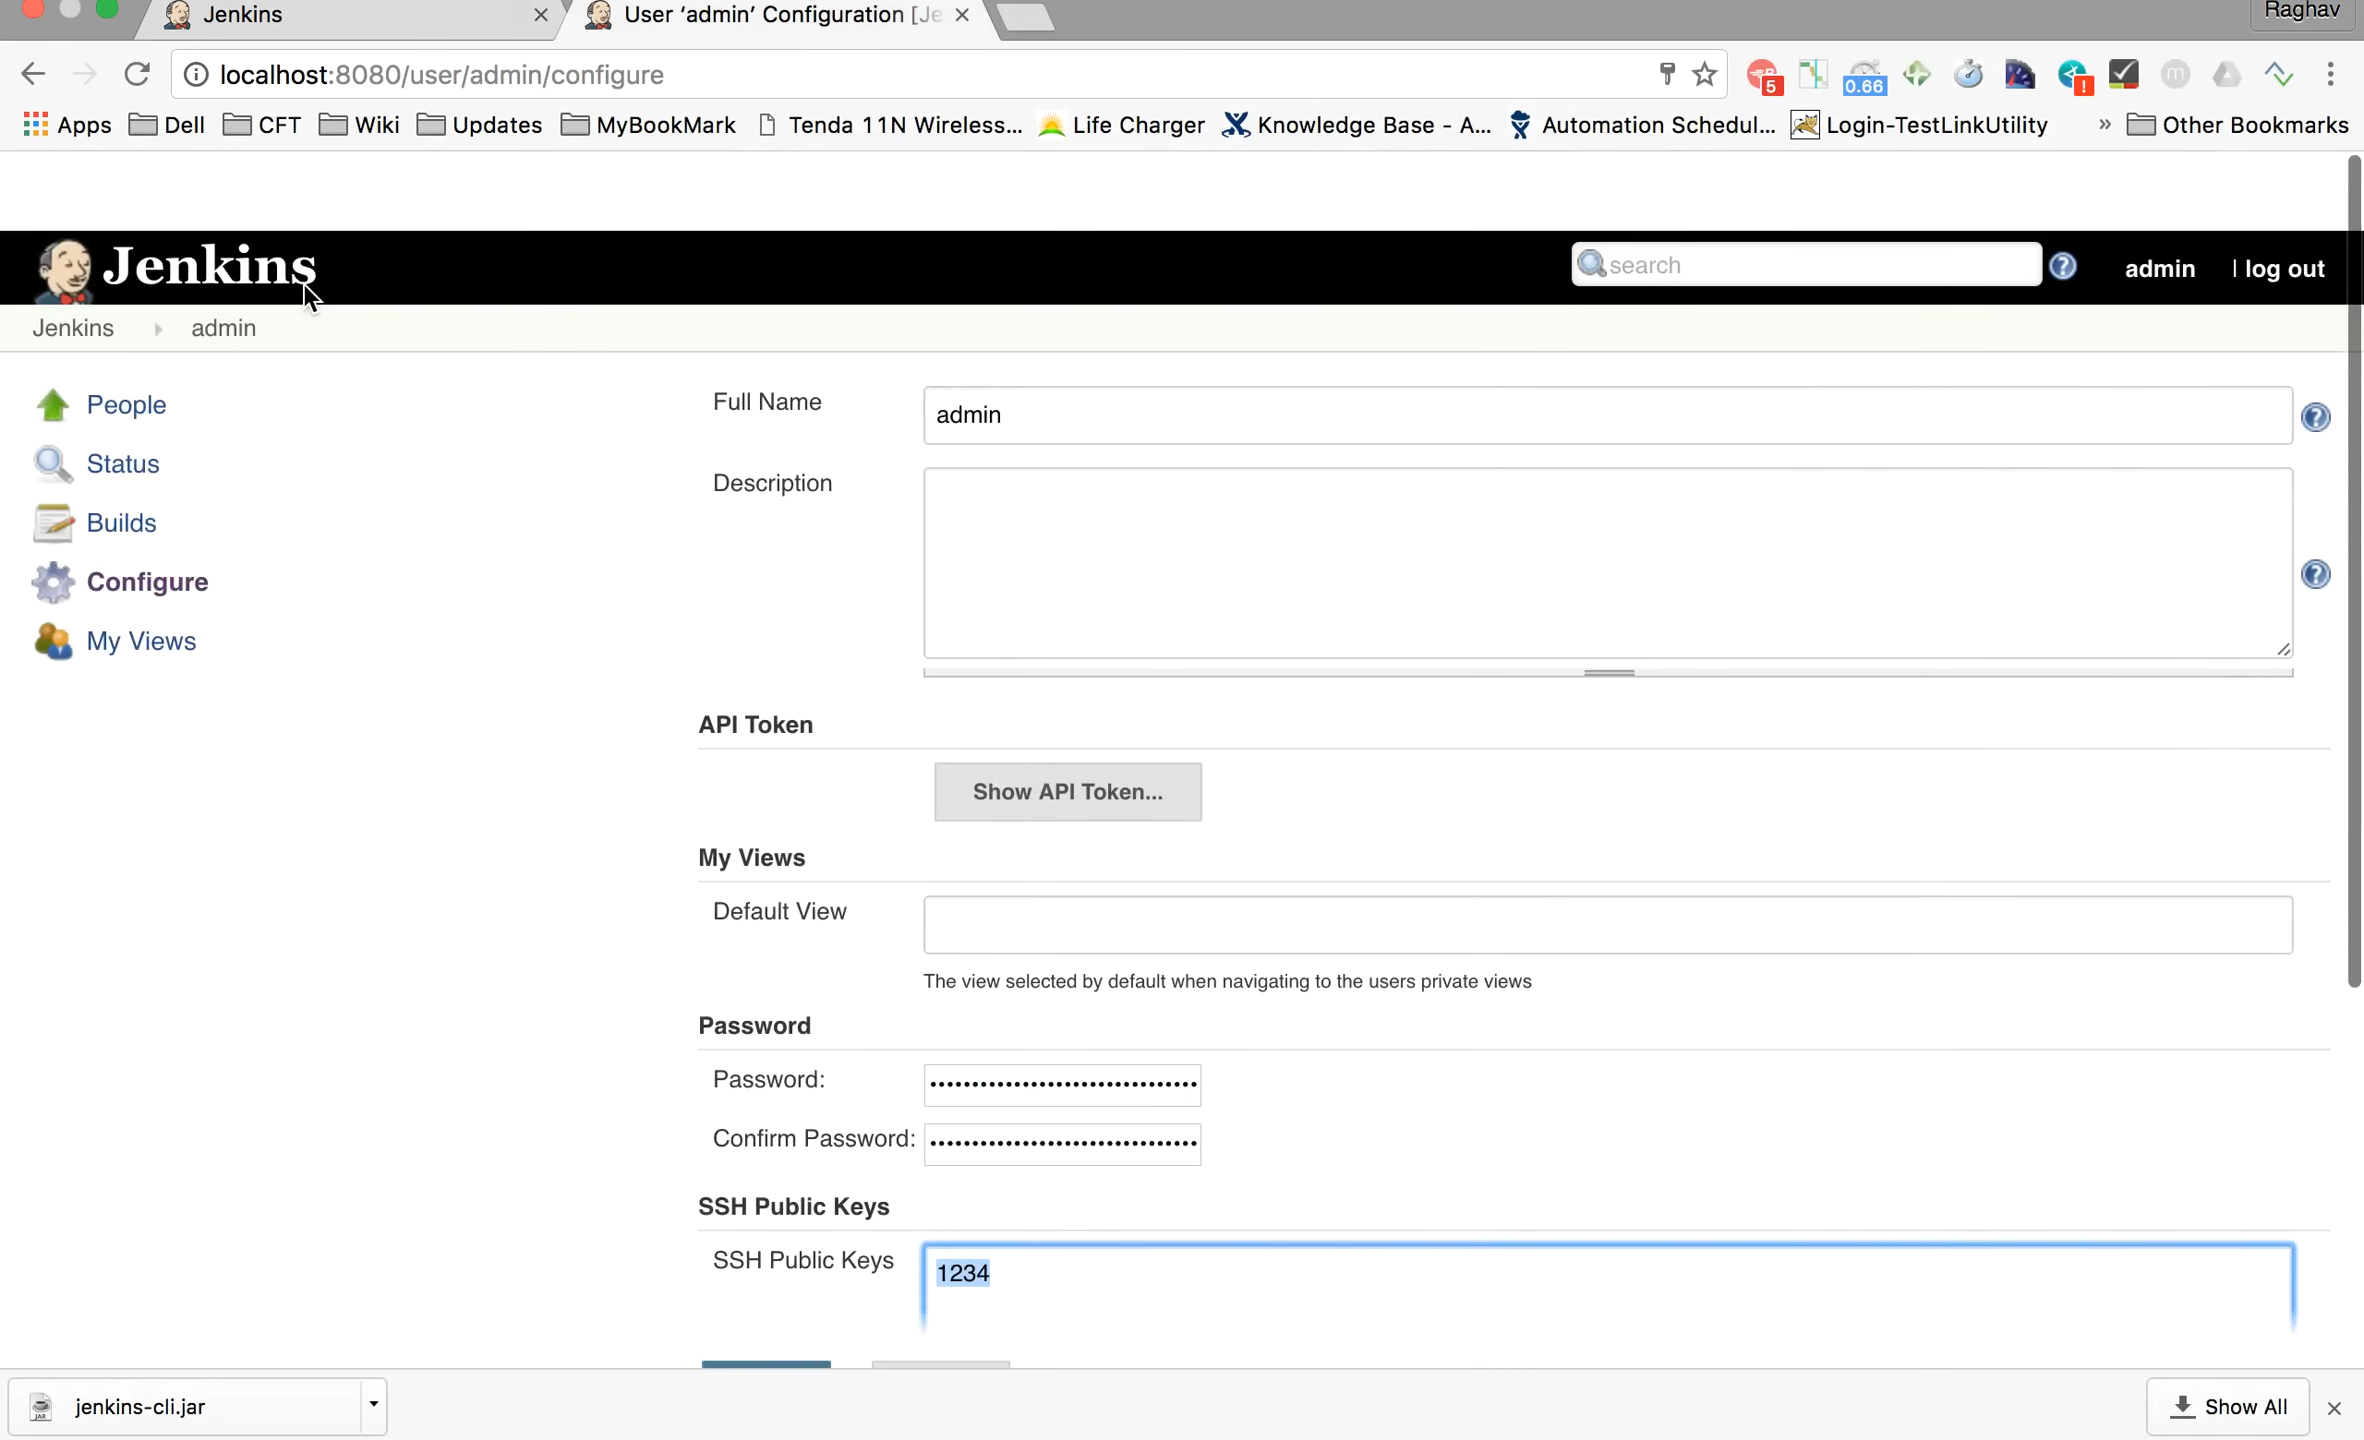 Jenkins
User ‘admin’ Configuration [Je
Raghav
localhost:8080/user/admin/configure
5
0.66
!
m
Apps
Dell
CFT
Wiki
Updates
MyBookMark
Tenda 11N Wireless...
Life Charger
Knowledge Base - A...
Automation Schedul...
Login-TestLinkUtility
»
Other Bookmarks
Jenkins
search
admin
| log out
Jenkins
admin
People
Status
Builds
Configure
My Views
Full Name
admin
Description
API Token
Show API Token...
My Views
Default View
The view selected by default when navigating to the users private views
Password
Password:
••••••••••••••••••••••••••••••••
Confirm Password:
••••••••••••••••••••••••••••••••
SSH Public Keys
SSH Public Keys
1234
JAR
jenkins-cli.jar
Show All